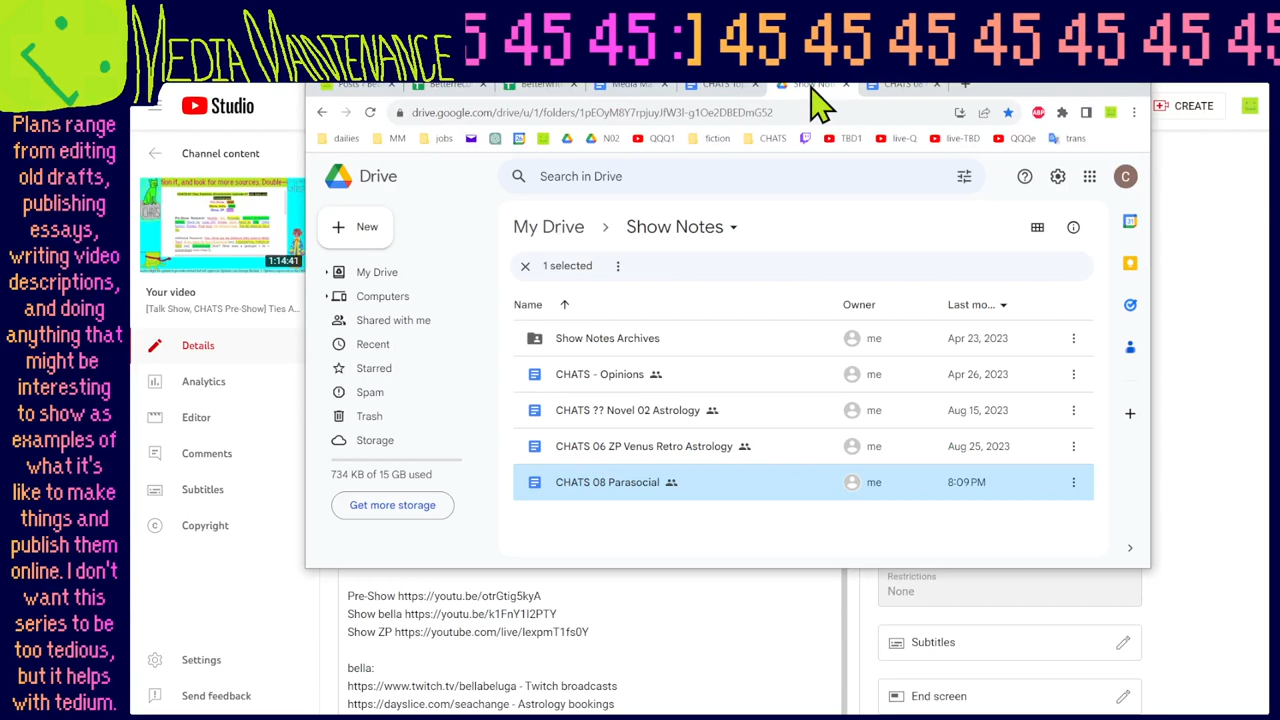 MEDIA MAINTENANCE
5 45 45 :] 45 45 45 45 45 45 45
Plans range
from editing
old drafts,
publishing
essays,
writing video
descriptions,
and doing
anything that
might be
interesting
to show as
examples of
what it's
like to make
things and
publish them
online. I don't
want this
series to be
too tedious,
but it helps
with tedium.
Studio
CREATE
Channel content
1:14:41
Your video
[Talk Show, CHATS Pre-Show] Ties A...
Details
Analytics
Editor
Comments
Subtitles
Copyright
Settings
Send feedback
drive.google.com/drive/u/1/folders/1pEOyM8Y7rpjuyJfW3I-g1Oe2DBEDmG52
dailies
MM
jobs
N02
QQQ1
fiction
CHATS
TBD1
live-Q
live-TBD
QQQe
trans
Drive
Search in Drive
C
New
My Drive
Computers
Shared with me
Recent
Starred
Spam
Trash
Storage
734 KB of 15 GB used
Get more storage
My Drive > Show Notes
1 selected
Name Owner Last mo...
Show Notes Archives me Apr 23, 2023
CHATS - Opinions me Apr 26, 2023
CHATS ?? Novel 02 Astrology me Aug 15, 2023
CHATS 06 ZP Venus Retro Astrology me Aug 25, 2023
CHATS 08 Parasocial me 8:09 PM
Pre-Show https://youtu.be/otrGtig5kyA
Show bella https://youtu.be/k1FnY1I2PTY
Show ZP https://youtube.com/live/IexpmT1fs0Y
bella:
https://www.twitch.tv/bellabeluga - Twitch broadcasts
https://dayslice.com/seachange - Astrology bookings
Restrictions
None
Subtitles
End screen